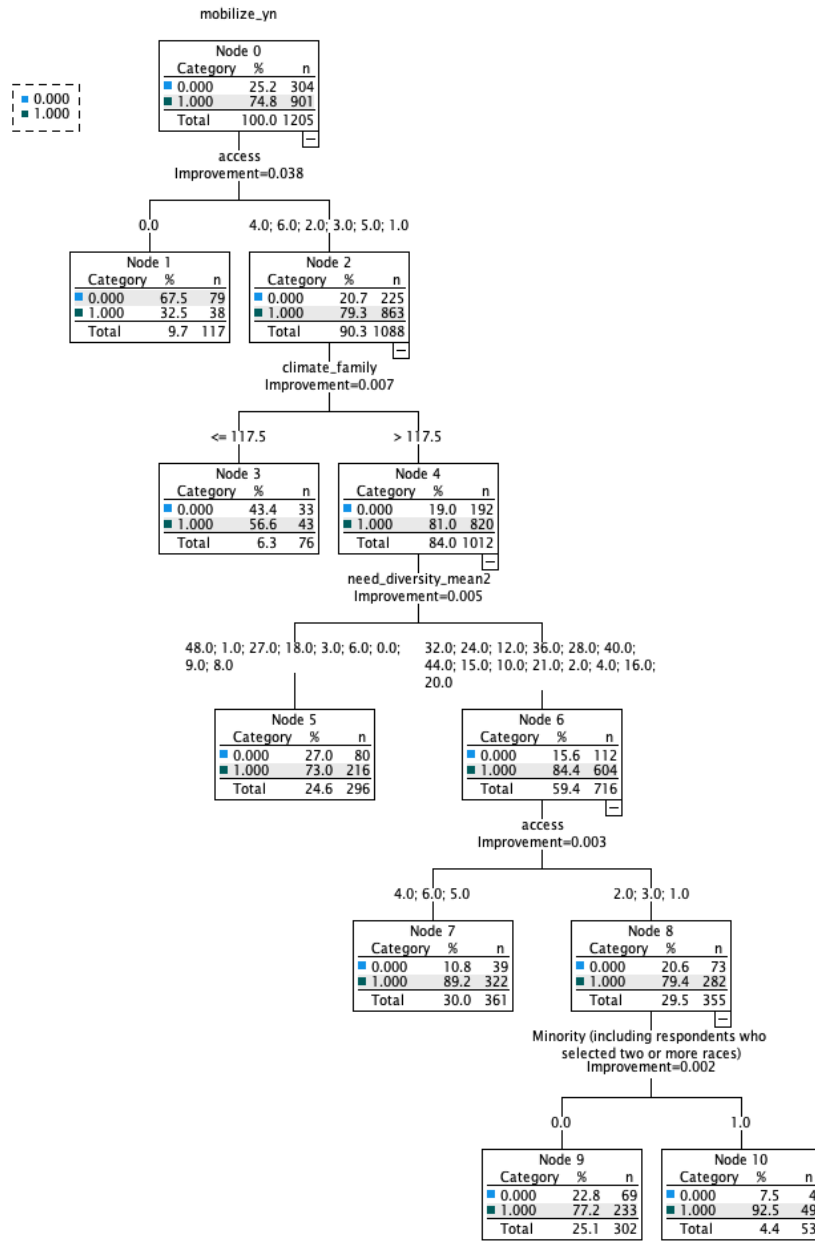 mobilize_yn
0.000
1.000
Node 0
Category % n
0.000 25.2 304
1.000 74.8 901
Total 100.0 1205
access
Improvement=0.038
0.0
4.0; 6.0; 2.0; 3.0; 5.0; 1.0
Node 1
Category % n
0.000 67.5 79
1.000 32.5 38
Total 9.7 117
Node 2
Category % n
0.000 20.7 225
1.000 79.3 863
Total 90.3 1088
climate_family
Improvement=0.007
<= 117.5
> 117.5
Node 3
Category % n
0.000 43.4 33
1.000 56.6 43
Total 6.3 76
Node 4
Category % n
0.000 19.0 192
1.000 81.0 820
Total 84.0 1012
need_diversity_mean2
Improvement=0.005
48.0; 1.0; 27.0; 18.0; 3.0; 6.0; 0.0;
9.0; 8.0
32.0; 24.0; 12.0; 36.0; 28.0; 40.0;
44.0; 15.0; 10.0; 21.0; 2.0; 4.0; 16.0;
20.0
Node 5
Category % n
0.000 27.0 80
1.000 73.0 216
Total 24.6 296
Node 6
Category % n
0.000 15.6 112
1.000 84.4 604
Total 59.4 716
access
Improvement=0.003
4.0; 6.0; 5.0
2.0; 3.0; 1.0
Node 7
Category % n
0.000 10.8 39
1.000 89.2 322
Total 30.0 361
Node 8
Category % n
0.000 20.6 73
1.000 79.4 282
Total 29.5 355
Minority (including respondents who
selected two or more races)
Improvement=0.002
0.0
1.0
Node 9
Category % n
0.000 22.8 69
1.000 77.2 233
Total 25.1 302
Node 10
Category % n
0.000 7.5 4
1.000 92.5 49
Total 4.4 53